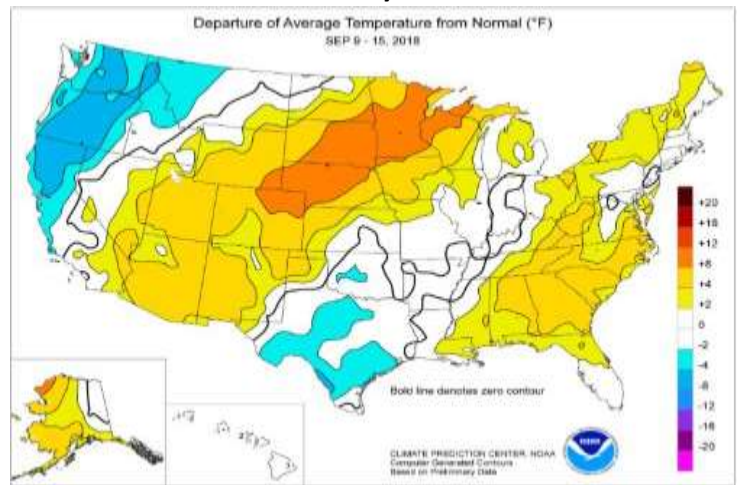 Departure of Average Temperature from Normal (°F)
SEP 9 - 15, 2018
+20
+16
+12
+8
+4
+2
0
-2
-4
-8
-12
-16
-20
Bold line denotes zero contour
CLIMATE PREDICTION CENTER, NOAA
Computer Generated Contours
Based on Preliminary Data